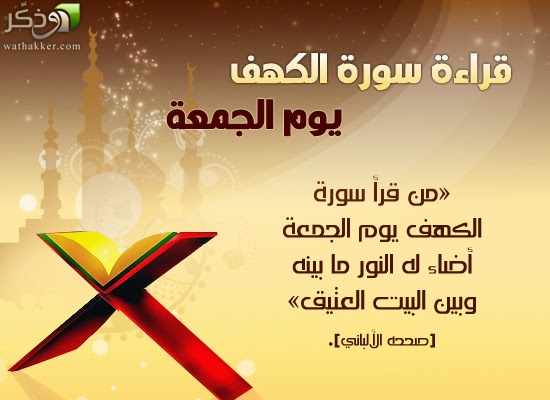 وذكّر
wathakker.com
قراءة سورة الكهف
يوم الجمعة
«من قرأ سورة
الكهف يوم الجمعة
أضاء له النور ما بينه
وبين البيت العتيق»
[صححه الألباني].